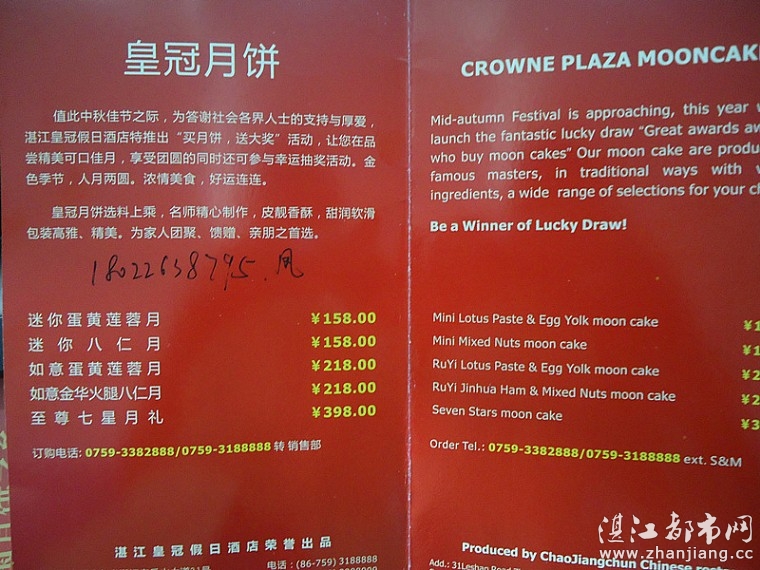 皇冠月饼
值此中秋佳节之际，为答谢社会各界人士的支持与厚爱，
湛江皇冠假日酒店特推出“买月饼，送大奖”活动，让您在品
尝精美可口佳月，享受团圆的同时还可参与幸运抽奖活动。金
色季节，人月两圆。浓情美食，好运连连。
皇冠月饼选料上乘，名师精心制作，皮靓香酥，甜润软滑
包装高雅、精美。为家人团聚、馈赠、亲朋之首选。
18022638795 凤
迷你蛋黄莲蓉月 ￥158.00
迷你八仁月 ￥158.00
如意蛋黄莲蓉月 ￥218.00
如意金华火腿八仁月 ￥218.00
至尊七星月礼 ￥398.00
订购电话: 0759-3382888/0759-3188888 转 销售部
湛江皇冠假日酒店荣誉出品
电话：(86-759) 3188888
CROWNE PLAZA MOONCAK
Mid-autumn Festival is approaching, this year
launch the fantastic lucky draw “Great awards
who buy moon cakes” Our moon cake are
famous masters, in traditional ways with
ingredients, a wide range of selections for your
Be a Winner of Lucky Draw!
Mini Lotus Paste & Egg Yolk moon cake ￥1
Mini Mixed Nuts moon cake ￥1
RuYi Lotus Paste & Egg Yolk moon cake ￥2
RuYi Jinhua Ham & Mixed Nuts moon cake ￥2
Seven Stars moon cake ￥3
Order Tel.: 0759-3382888/0759-3188888 ext. S&M
Produced by ChaoJiangchun Chinese
Add.: 31Leshan Road
湛江都市网
www.zhanjiang.cc